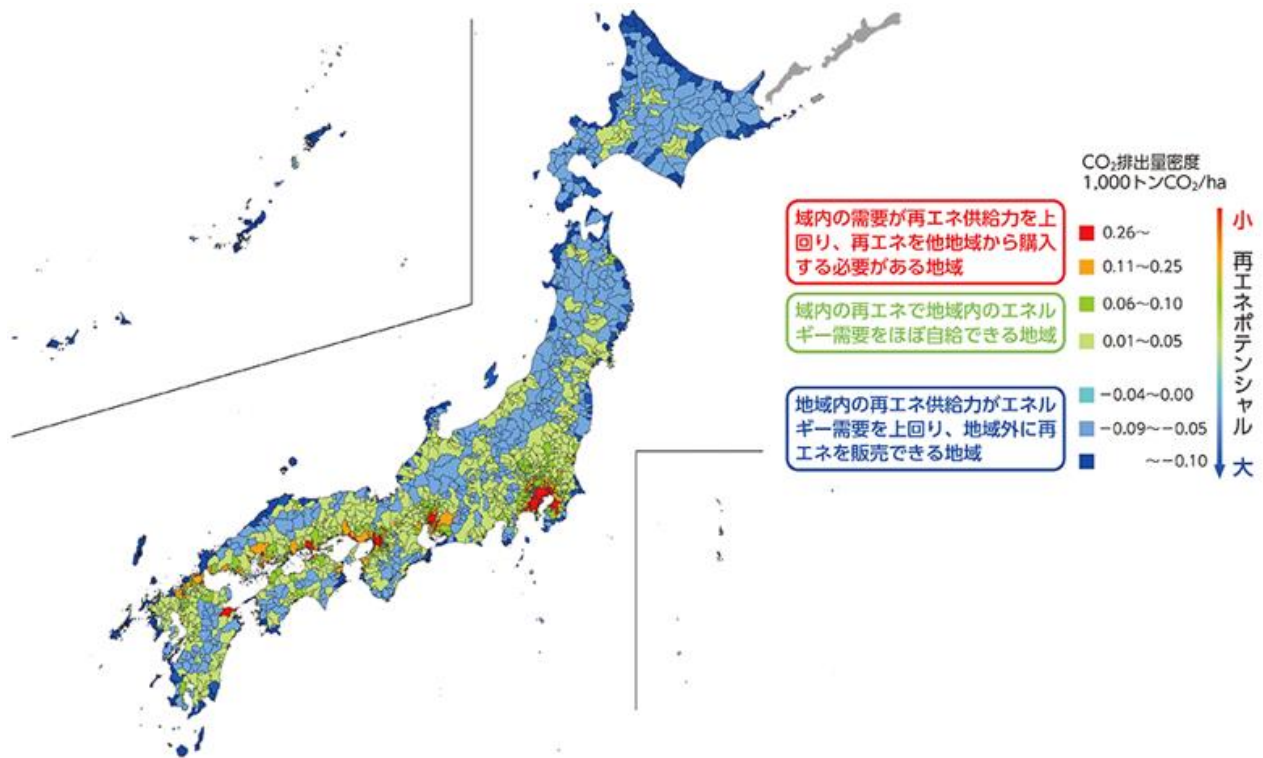 CO₂排出量密度
1,000トンCO₂/ha
域内の需要が再エネ供給力を上
回り、再エネを他地域から購入
する必要がある地域
域内の再エネで地域内のエネル
ギー需要をほぼ自給できる地域
地域内の再エネ供給力がエネル
ギー需要を上回り、地域外に再
エネを販売できる地域
0.26〜
0.11〜0.25
0.06〜0.10
0.01〜0.05
−0.04〜0.00
−0.09〜−0.05
〜−0.10
小
再エネポテンシャル
大